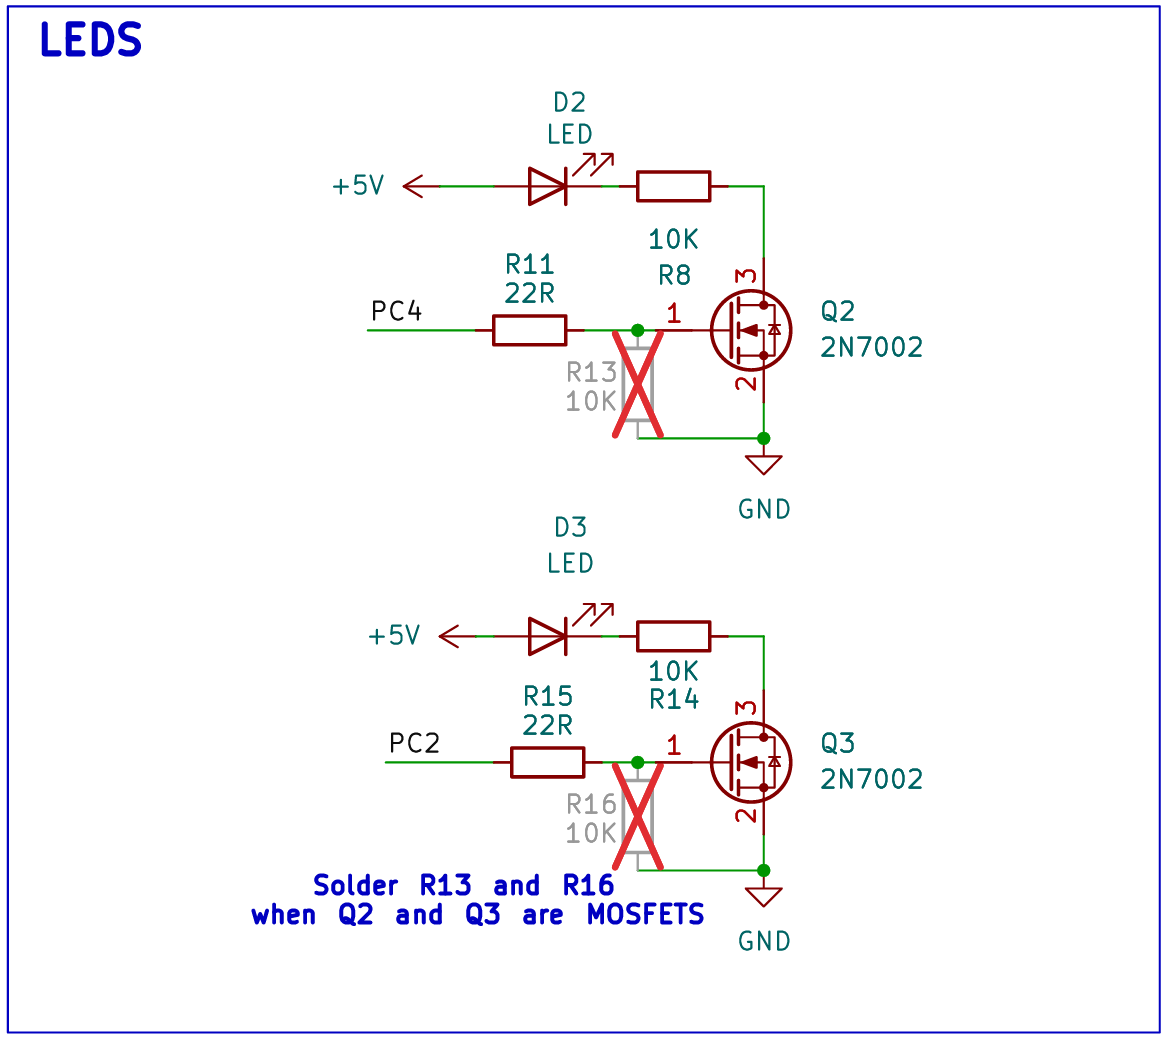 LEDS
D2
LED
+5V
10K
R8
R11
22R
PC4
1
3
2
Q2
2N7002
R13
10K
GND
D3
LED
+5V
10K
R14
R15
22R
PC2
1
3
2
Q3
2N7002
R16
10K
Solder R13 and R16
when Q2 and Q3 are MOSFETS
GND